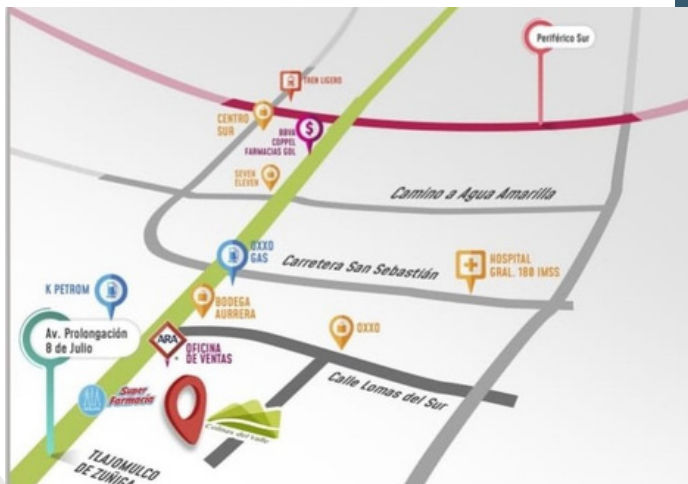 Periférico Sur
TREN LIGERO
CENTRO
SUR
BBVA
COPPEL
FARMACIAS GDL
SEVEN
ELEVEN
Camino a Agua Amarilla
OXXO
GAS
Carretera San Sebastián
HOSPITAL
GRAL. 180 IMSS
K PETROM
BODEGA
AURRERA
Av. Prolongación
8 de Julio
ARA
OFICINA
DE VENTAS
OXXO
Calle Lomas del Sur
Super
Farmacia
Colinas del Valle
TLAJOMULCO
DE ZUÑIGA